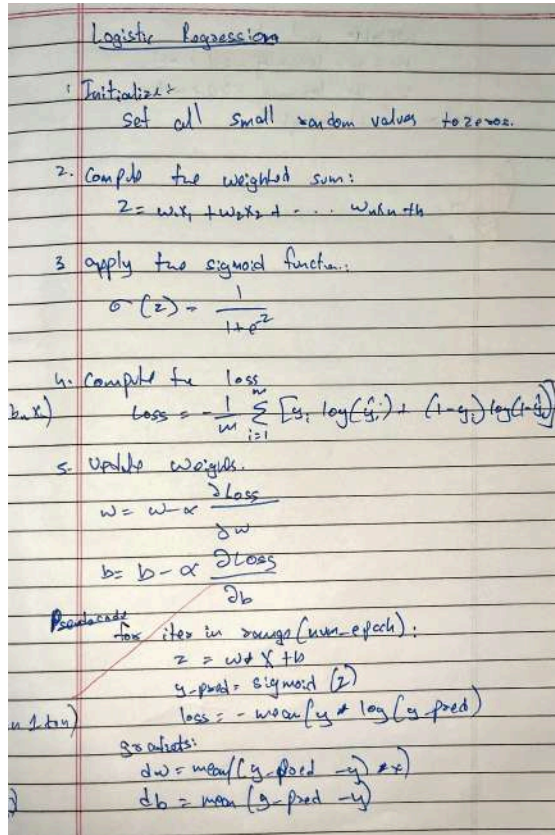 Logistic Regression
1 Initialize:
Set all small random values to zeros.
2. Compute the weighted sum:
z = w₁x₁ + w₂x₂ + .... wₙxₙ + b
3 apply the sigmoid function:
σ(z) = 1 / (1 + e^-z)
4. Compute the loss
bₙxₙ)
Loss = -1/m Σ_{i=1}^{m} [yᵢ log(ŷᵢ) + (1-yᵢ) log(1-ŷᵢ)]
5. Update weights.
w = w - α ∂Loss/∂w
b = b - α ∂Loss/∂b
Pseudocode
for iter in range(num_epoch):
z = w * X + b
y_pred = sigmoid (z)
loss = - mean(y * log(y_pred)
gradients:
dw = mean((y_pred - y) * x)
db = mean (y_pred - y)